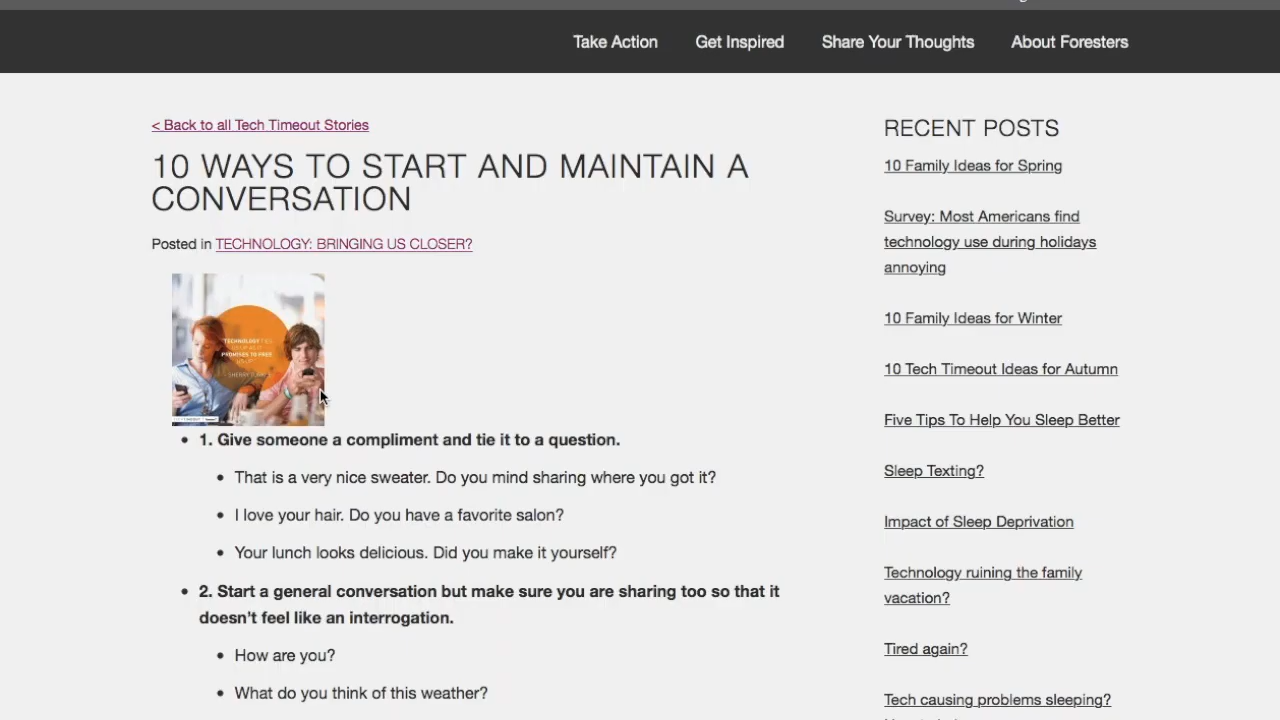 Take Action Get Inspired Share Your Thoughts About Foresters
< Back to all Tech Timeout Stories
10 WAYS TO START AND MAINTAIN A
CONVERSATION
Posted in TECHNOLOGY: BRINGING US CLOSER?
TECHNOLOGY
PROMISES TO FREE
• 1. Give someone a compliment and tie it to a question.
• That is a very nice sweater. Do you mind sharing where you got it?
• I love your hair. Do you have a favorite salon?
• Your lunch looks delicious. Did you make it yourself?
• 2. Start a general conversation but make sure you are sharing too so that it
doesn’t feel like an interrogation.
• How are you?
• What do you think of this weather?
RECENT POSTS
10 Family Ideas for Spring
Survey: Most Americans find
technology use during holidays
annoying
10 Family Ideas for Winter
10 Tech Timeout Ideas for Autumn
Five Tips To Help You Sleep Better
Sleep Texting?
Impact of Sleep Deprivation
Technology ruining the family
vacation?
Tired again?
Tech causing problems sleeping?